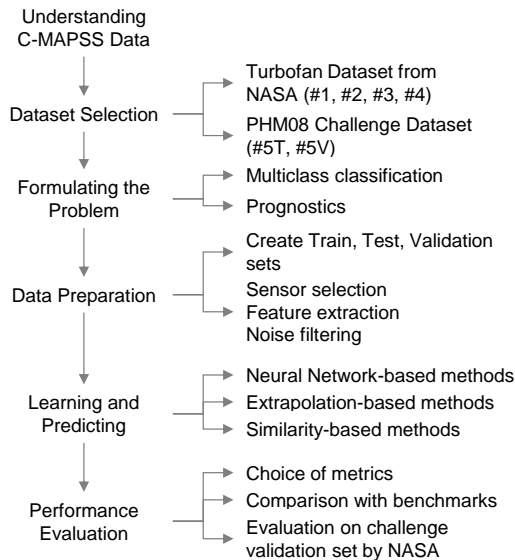 Understanding
C-MAPSS Data
Dataset Selection
Turbofan Dataset from
NASA (#1, #2, #3, #4)
PHM08 Challenge Dataset
(#5T, #5V)
Formulating the
Problem
Multiclass classification
Prognostics
Data Preparation
Create Train, Test, Validation
sets
Sensor selection
Feature extraction
Noise filtering
Learning and
Predicting
Neural Network-based methods
Extrapolation-based methods
Similarity-based methods
Performance
Evaluation
Choice of metrics
Comparison with benchmarks
Evaluation on challenge
validation set by NASA